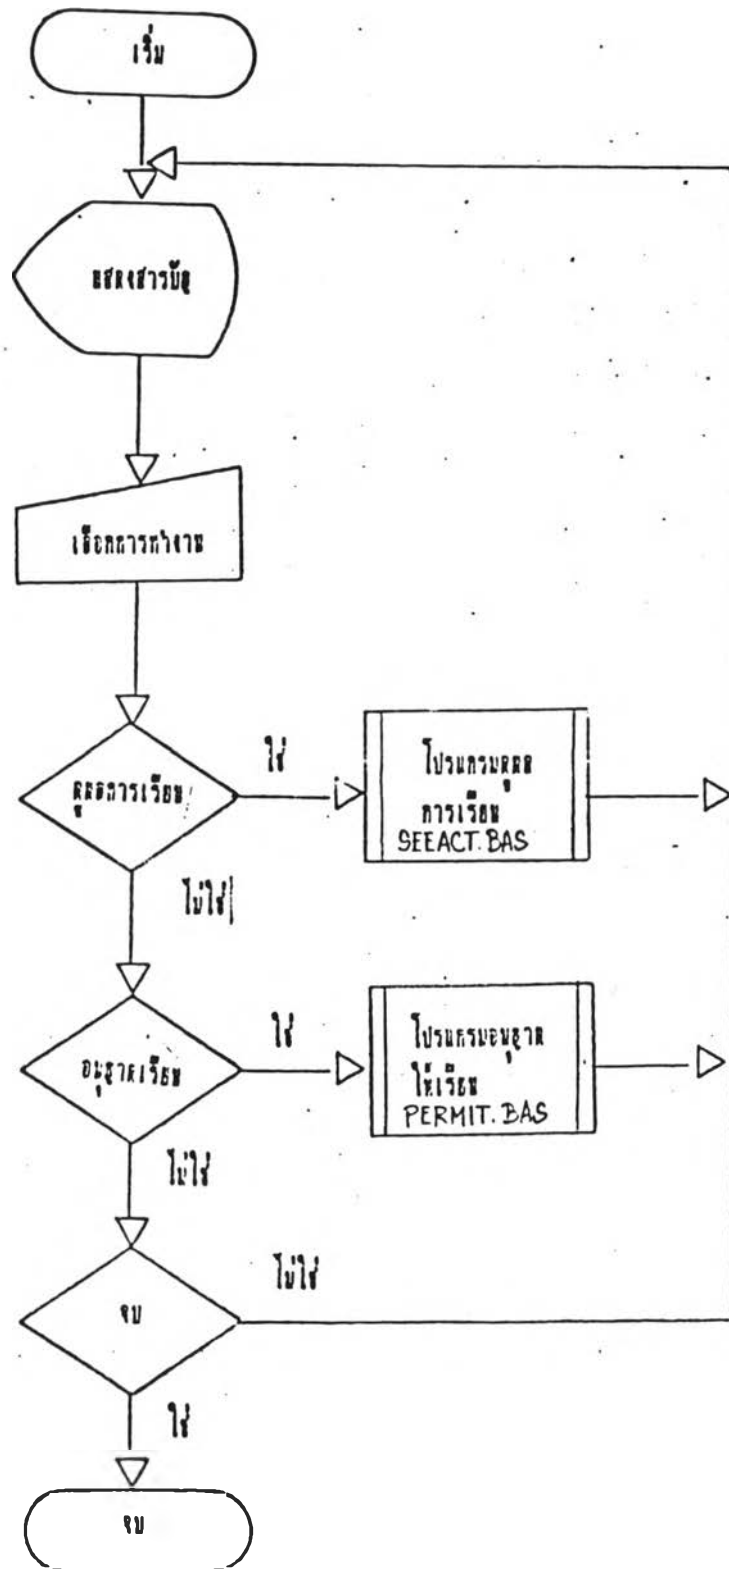 เริ่ม
แสดงสารบัญ
เลือกการทำงาน
ดูผลการเรียน
ใช่
โปรแกรมดูผล
การเรียน
SEEACT.BAS
ไม่ใช่
อนุญาตเรียน
ใช่
โปรแกรมอนุญาต
ให้เรียน
PERMIT.BAS
ไม่ใช่
จบ
ไม่ใช่
ใช่
จบ